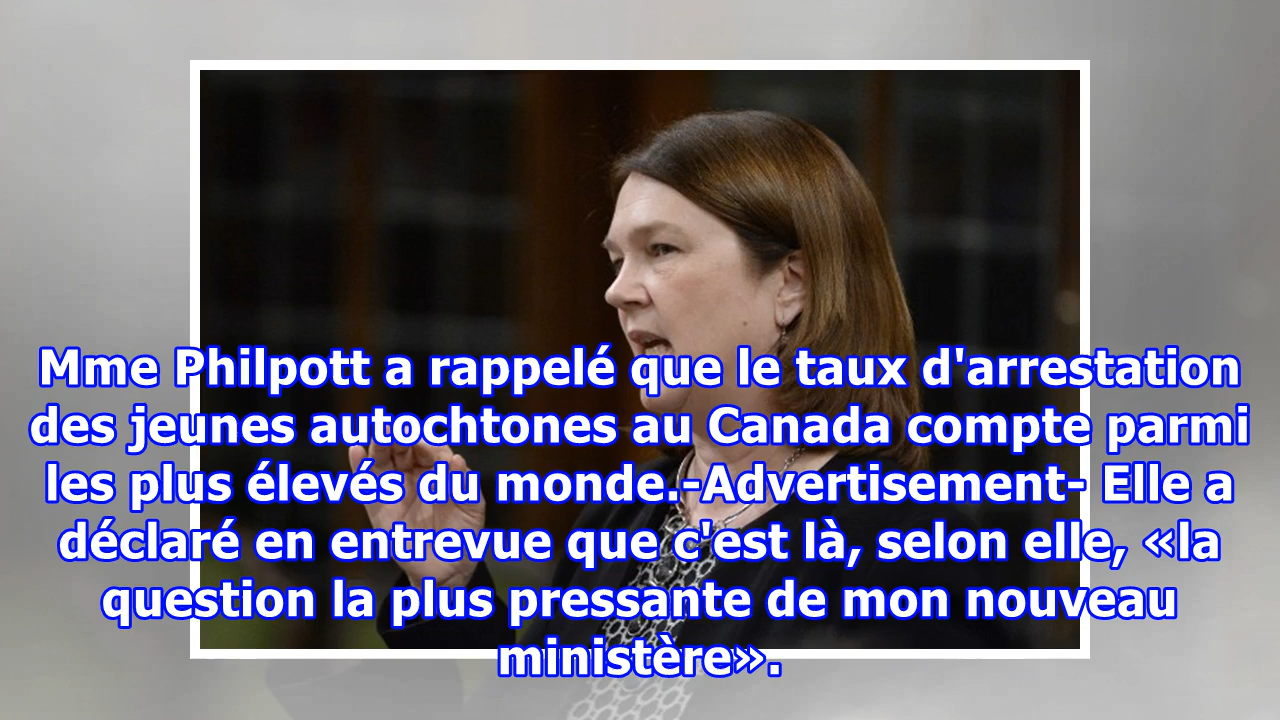 Mme Philpott a rappelé que le taux d'arrestation
des jeunes autochtones au Canada compte parmi
les plus élevés du monde.-Advertisement- Elle a
déclaré en entrevue que c'est là, selon elle, «la
question la plus pressante de mon nouveau
ministère».